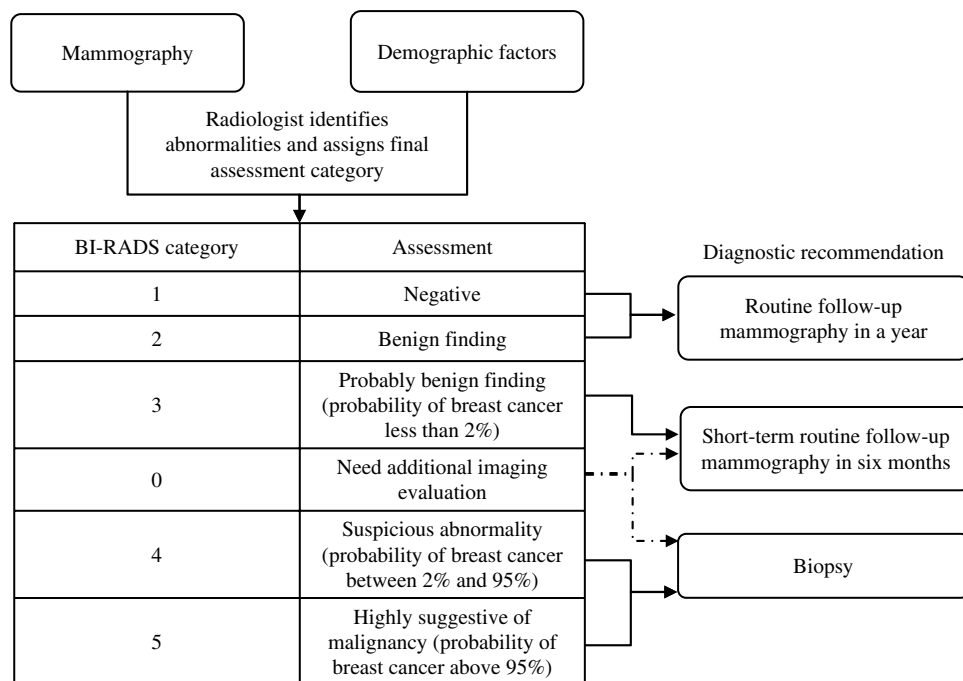 Mammography
Demographic factors
Radiologist identifies
abnormalities and assigns final
assessment category
BI-RADS category
Assessment
1
Negative
2
Benign finding
3
Probably benign finding
(probability of breast cancer
less than 2%)
0
Need additional imaging
evaluation
4
Suspicious abnormality
(probability of breast cancer
between 2% and 95%)
5
Highly suggestive of
malignancy (probability of
breast cancer above 95%)
Diagnostic recommendation
Routine follow-up
mammography in a year
Short-term routine follow-up
mammography in six months
Biopsy